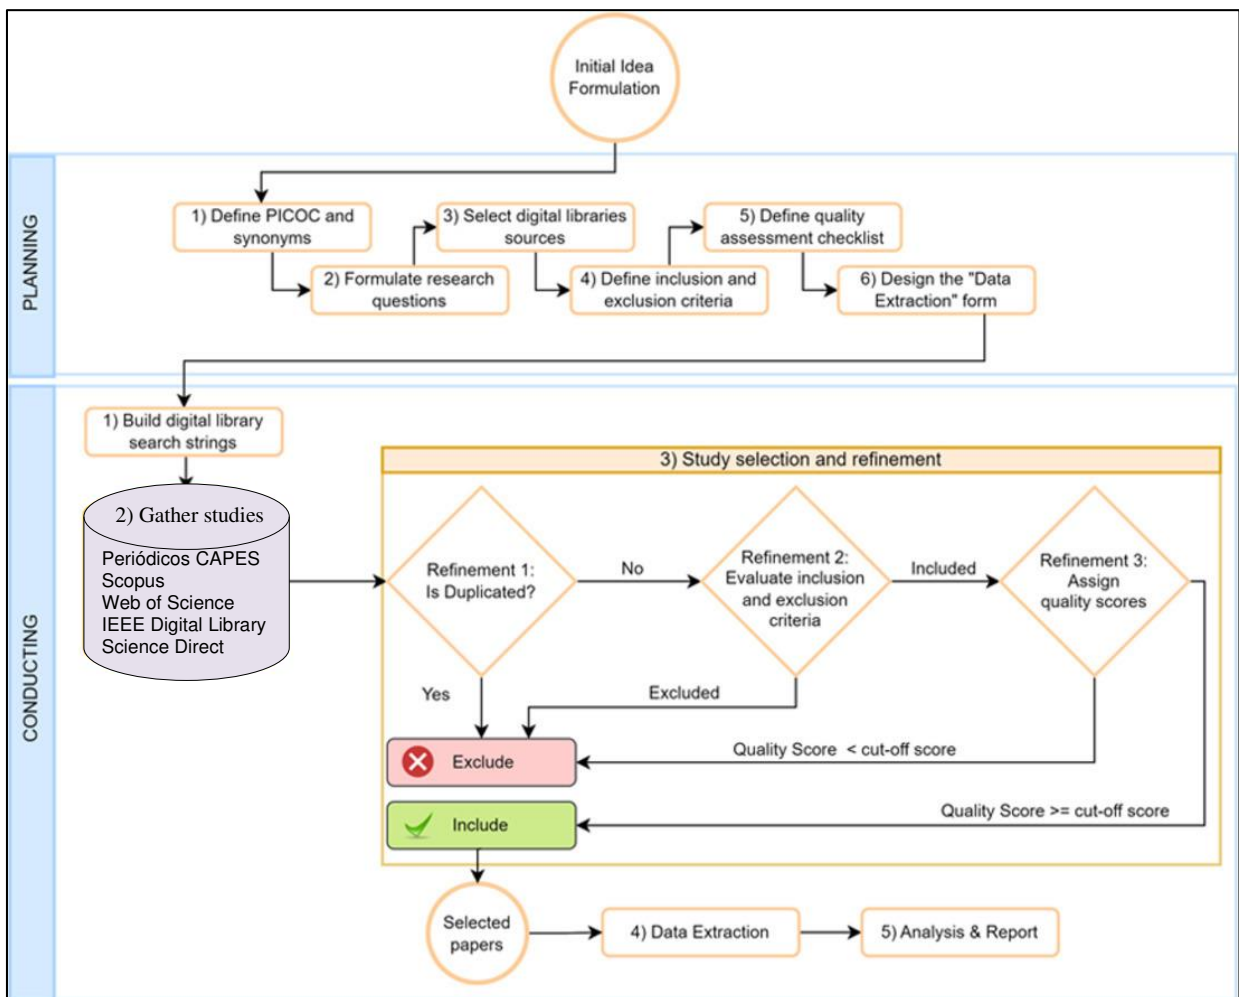 Initial Idea
Formulation
PLANNING
1) Define PICOC and
synonyms
2) Formulate research
questions
3) Select digital libraries
sources
4) Define inclusion and
exclusion criteria
5) Define quality
assessment checklist
6) Design the "Data
Extraction" form
CONDUCTING
1) Build digital library
search strings
2) Gather studies
Periódicos CAPES
Scopus
Web of Science
IEEE Digital Library
Science Direct
3) Study selection and refinement
Refinement 1:
Is Duplicated?
No
Refinement 2:
Evaluate inclusion
and exclusion
criteria
Included
Refinement 3:
Assign
quality scores
Yes
Excluded
Exclude
Quality Score < cut-off score
Include
Quality Score >= cut-off score
Selected
papers
4) Data Extraction
5) Analysis & Report